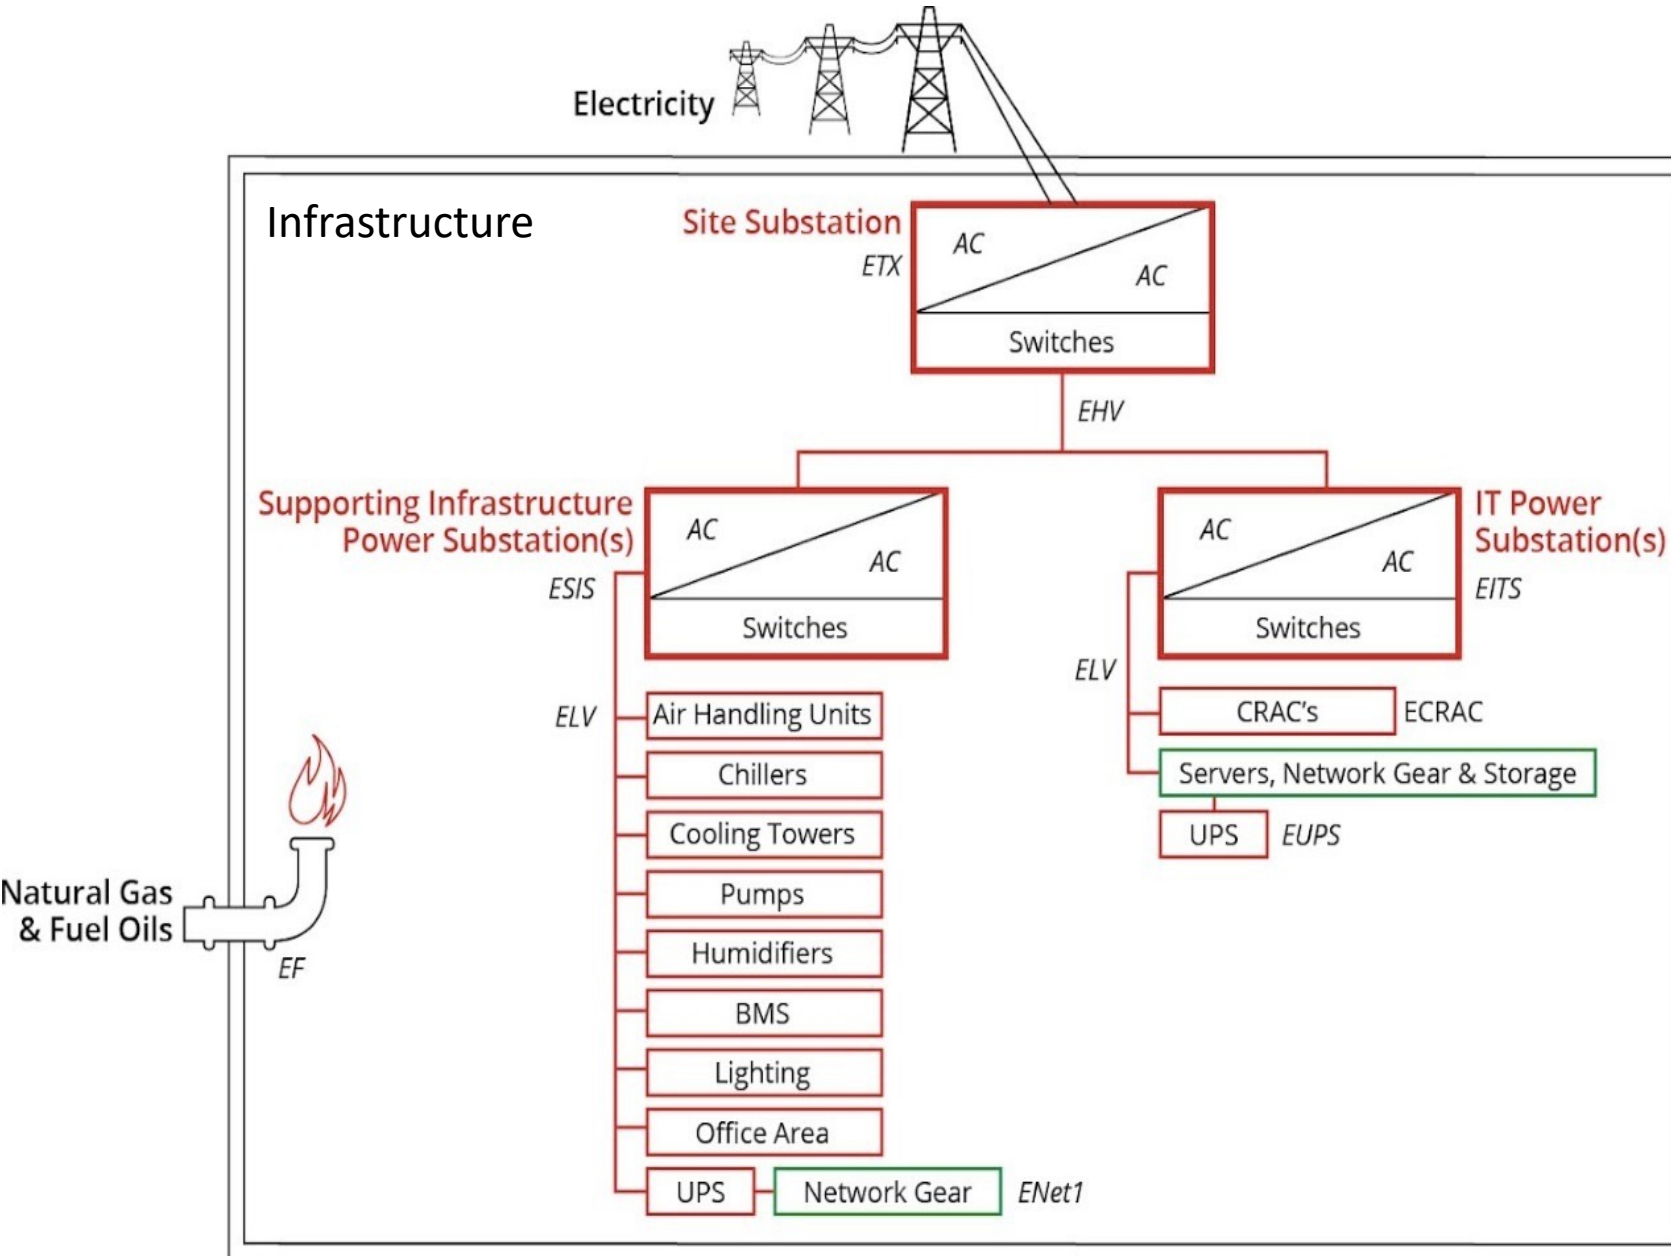 Electricity
Infrastructure
Site Substation
ETX
AC
AC
Switches
EHV
Supporting Infrastructure
Power Substation(s)
ESIS
AC
AC
Switches
ELV
Air Handling Units
Chillers
Cooling Towers
Pumps
Humidifiers
BMS
Lighting
Office Area
UPS
Network Gear
ENet1
IT Power
Substation(s)
EITS
AC
AC
Switches
ELV
CRAC’s
ECRAC
Servers, Network Gear & Storage
UPS
EUPS
Natural Gas
& Fuel Oils
EF